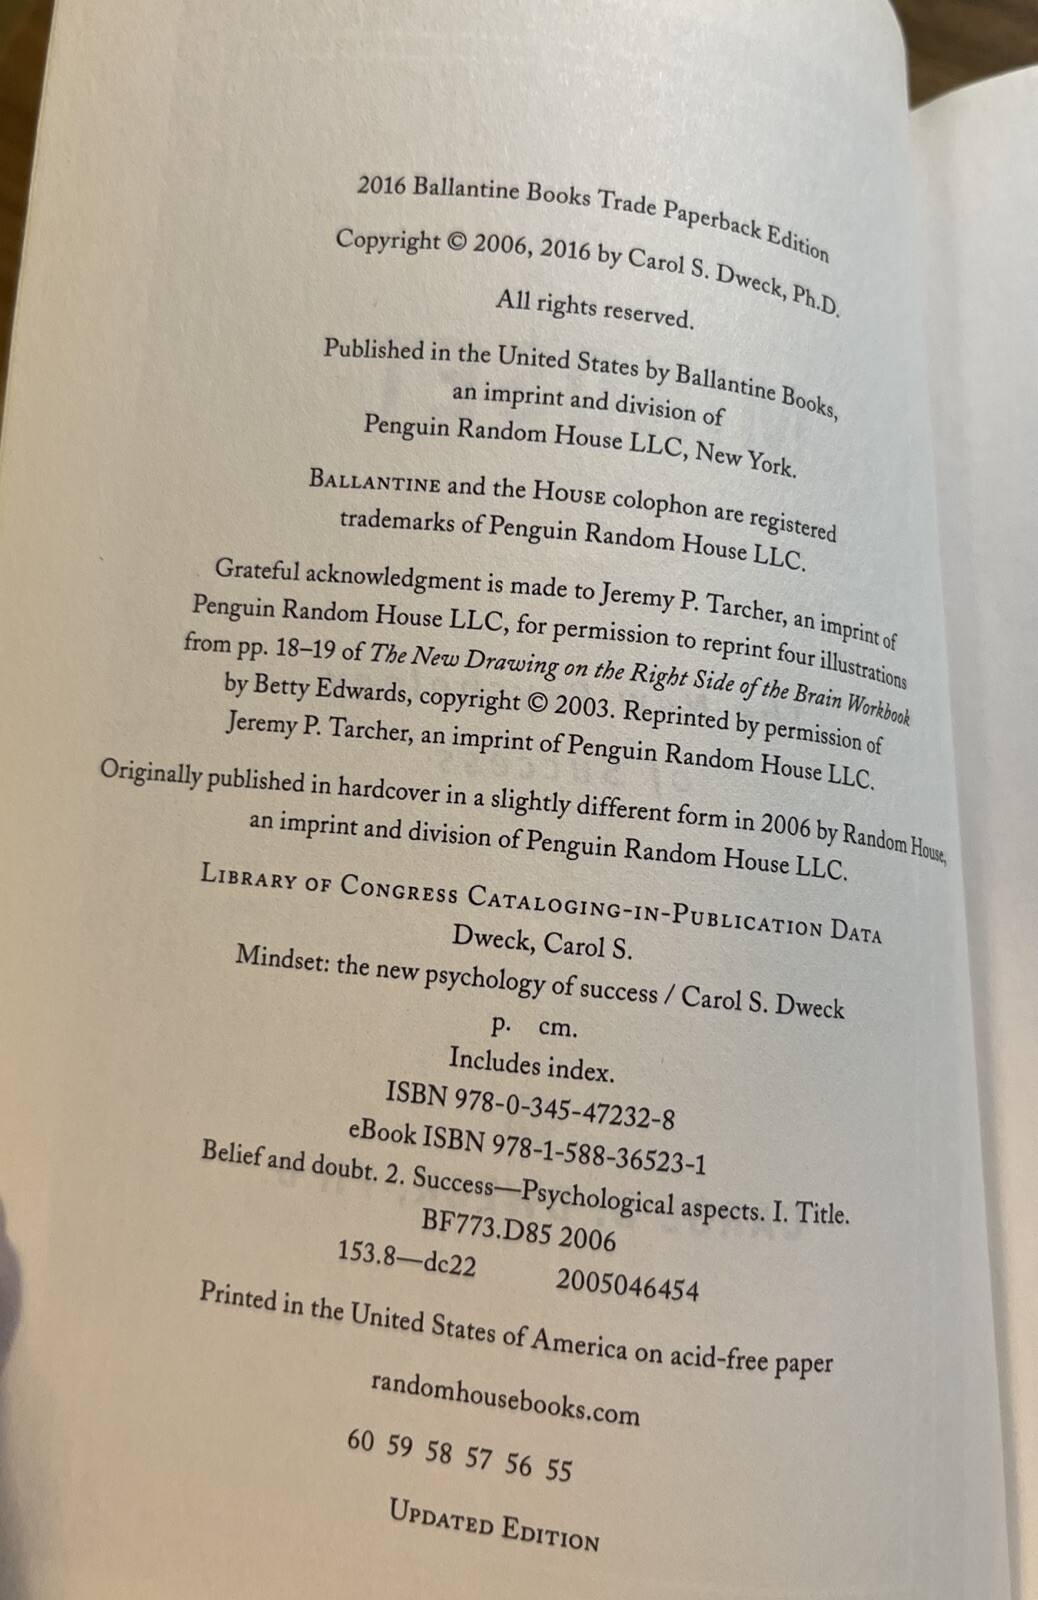 2016 Ballantine Books Trade Paperback Edition
Copyright © 2006, 2016 by Carol S. Dweck, Ph.D.
All rights reserved.
Published in the United States by Ballantine Books,
an imprint and division of
Penguin Random House LLC, New York.
BALLANTINE and the HOUSE colophon are registered
trademarks of Penguin Random House LLC.
Grateful acknowledgment is made to Jeremy P. Tarcher, an imprint of
Penguin Random House LLC, for permission to reprint four illustrations
from pp. 18–19 of The New Drawing on the Right Side of the Brain Workbook
by Betty Edwards, copyright © 2003. Reprinted by permission of
Jeremy P. Tarcher, an imprint of Penguin Random House LLC.
Originally published in hardcover in a slightly different form in 2006 by Random House,
an imprint and division of Penguin Random House LLC.
LIBRARY OF CONGRESS CATALOGING-IN-PUBLICATION DATA
Dweck, Carol S.
Mindset: the new psychology of success / Carol S. Dweck
p. cm.
Includes index.
ISBN 978-0-345-47232-8
eBook ISBN 978-1-588-36523-1
Belief and doubt. 2. Success—Psychological aspects. I. Title.
BF773.D85 2006
153.8—dc22 2005046454
Printed in the United States of America on acid-free paper
randomhousebooks.com
60 59 58 57 56 55
UPDATED EDITION